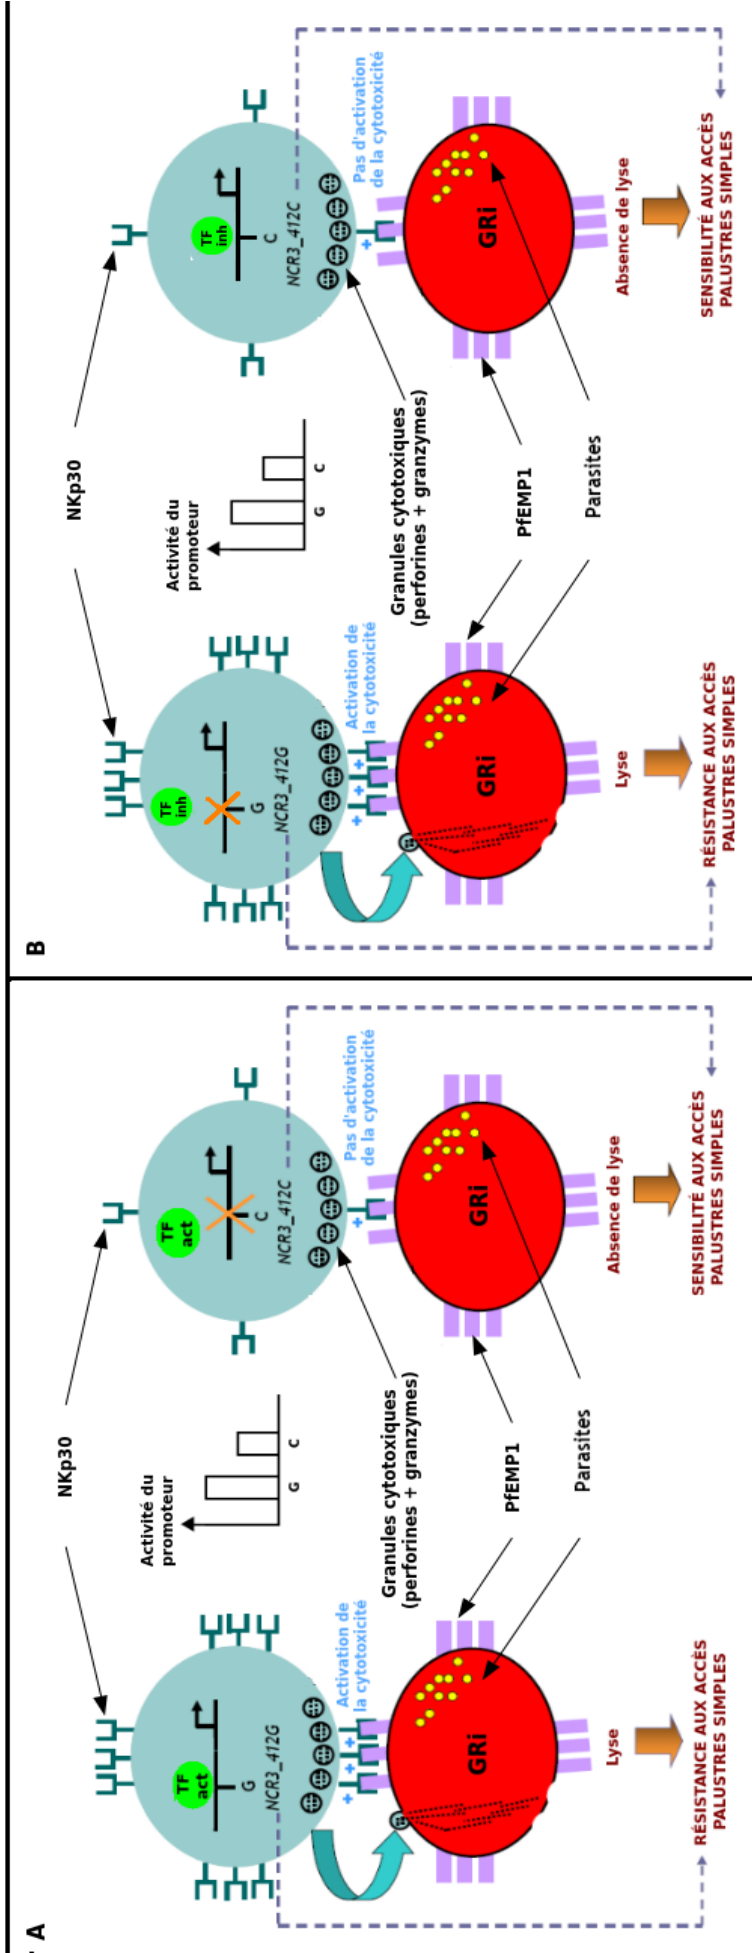 A
NKp30
TF
act
G
NCR3_412G
Activité du
promoteur
G
C
TF
act
C
NCR3_412C
Activation de
la cytotoxicité
+
+
+
Granules cytotoxiques
(perforines + granzymes)
Pas d'activation
de la cytotoxicité
+
GRi
PfEMP1
GRi
Parasites
Lyse
Absence de lyse
RÉSISTANCE AUX ACCÈS
PALUSTRES SIMPLES
SENSIBILITÉ AUX ACCÈS
PALUSTRES SIMPLES
B
NKp30
TF
inh
G
NCR3_412G
Activité du
promoteur
G
C
TF
inh
C
NCR3_412C
Activation de
la cytotoxicité
+
+
+
Granules cytotoxiques
(perforines + granzymes)
Pas d'activation
de la cytotoxicité
+
GRi
PfEMP1
GRi
Parasites
Lyse
Absence de lyse
RÉSISTANCE AUX ACCÈS
PALUSTRES SIMPLES
SENSIBILITÉ AUX ACCÈS
PALUSTRES SIMPLES